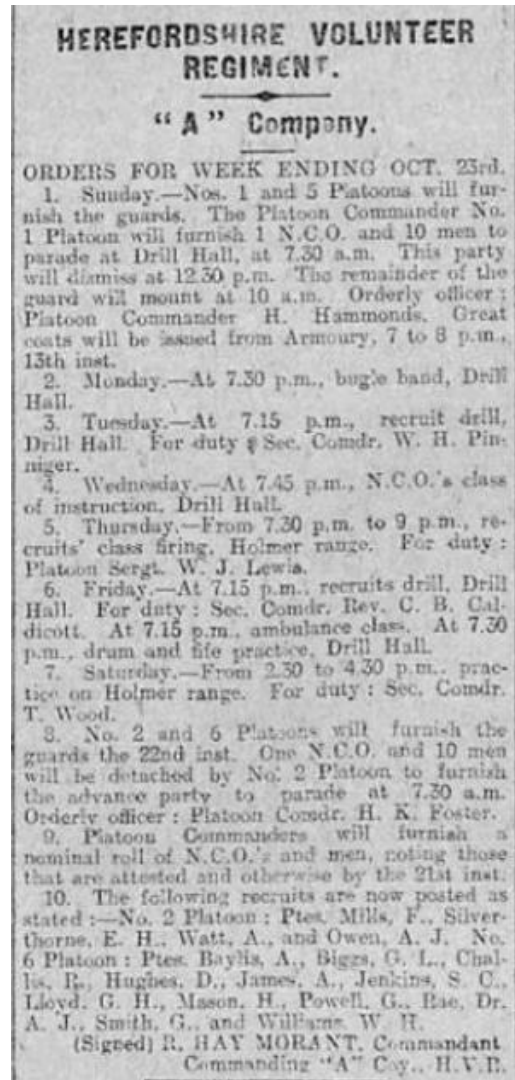 HEREFORDSHIRE VOLUNTEER
REGIMENT.
"A" Company.
ORDERS FOR WEEK ENDING OCT. 23rd.
1. Sunday.—Nos. 1 and 5 Platoons will fur-
nish the guards. The Platoon Commander No.
1 Platoon will furnish 1 N.C.O. and 10 men to
parade at Drill Hall, at 7.30 a.m. This party
will dismiss at 12.30 p.m. The remainder of the
guard will mount at 10 a.m. Orderly officer:
Platoon Commander H. Hammonds. Great
coats will be issued from Armoury, 7 to 8 p.m.,
13th inst.
2. Monday.—At 7.30 p.m., bugle band, Drill
Hall.
3. Tuesday.—At 7.15 p.m., recruit drill,
Drill Hall. For duty: Sec. Comdr. W. H. Pin-
niger.
4. Wednesday.—At 7.45 p.m., N.C.O.'s class
of instruction, Drill Hall.
5. Thursday.—From 7.30 p.m. to 9 p.m., re-
cruits' class firing, Holmer range. For duty:
Platoon Sergt. W. J. Lewis.
6. Friday.—At 7.15 p.m., recruits drill, Drill
Hall. For duty: Sec. Comdr. Rev. C. B. Cal-
dicott. At 7.15 p.m., ambulance class. At 7.30
p.m., drum and fife practice, Drill Hall.
7. Saturday.—From 2.30 to 4.30 p.m., prac-
tice on Holmer range. For duty: Sec. Comdr.
T. Wood.
8. No. 2 and 6 Platoons will furnish the
guards the 22nd inst. One N.C.O. and 10 men
will be detached by No. 2 Platoon to furnish
the advance party to parade at 7.30 a.m.
Orderly officer: Platoon Comdr. H. K. Foster.
9. Platoon Commanders will furnish a
nominal roll of N.C.O.'s and men, noting those
that are attested and otherwise by the 21st inst.
10. The following recruits are now posted as
stated:—No. 2 Platoon: Ptes. Mills, F., Silver-
thorne, E. H., Watt, A., and Owen, A. J. No.
6 Platoon: Ptes. Baylis, A., Biggs, G. L., Chal-
lis, R., Hughes, D., James, A., Jenkins, S. C.,
Lloyd, G. H., Mason, H., Powell, G., Rae, Dr.
A. J., Smith, G., and Williams, W. H.
(Signed) R. HAY MORANT, Commandant
Commanding "A" Coy., H.V.R.